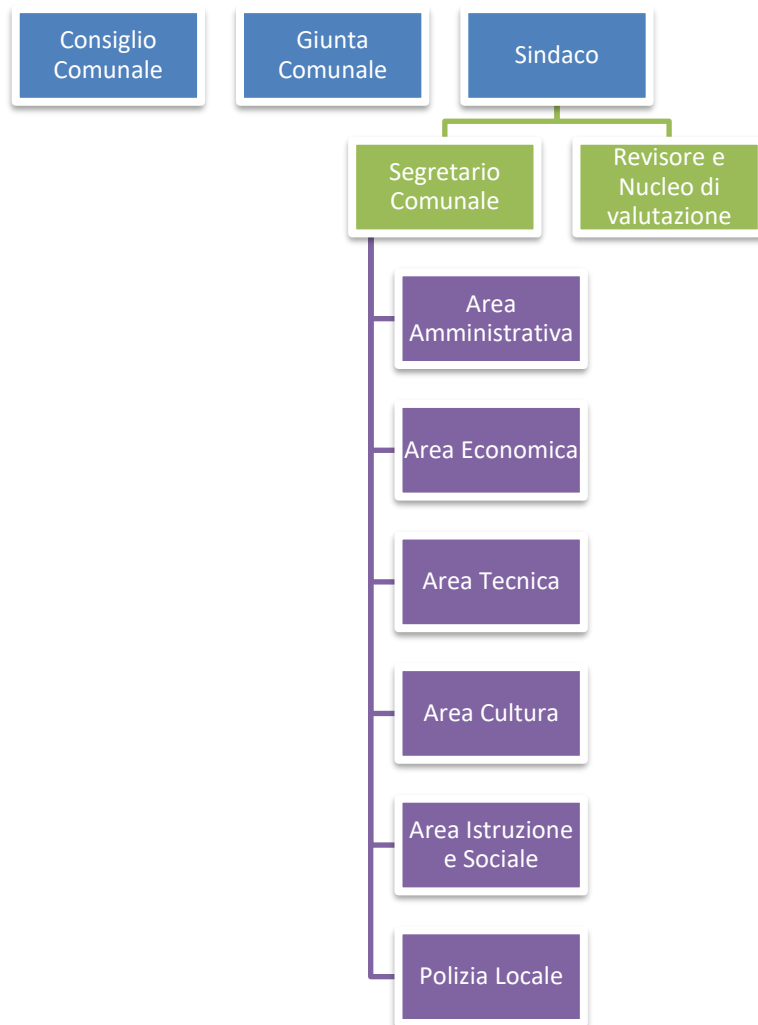 Consiglio
Comunale
Giunta
Comunale
Sindaco
Segretario
Comunale
Revisore e
Nucleo di
valutazione
Area
Amministrativa
Area Economica
Area Tecnica
Area Cultura
Area Istruzione
e Sociale
Polizia Locale